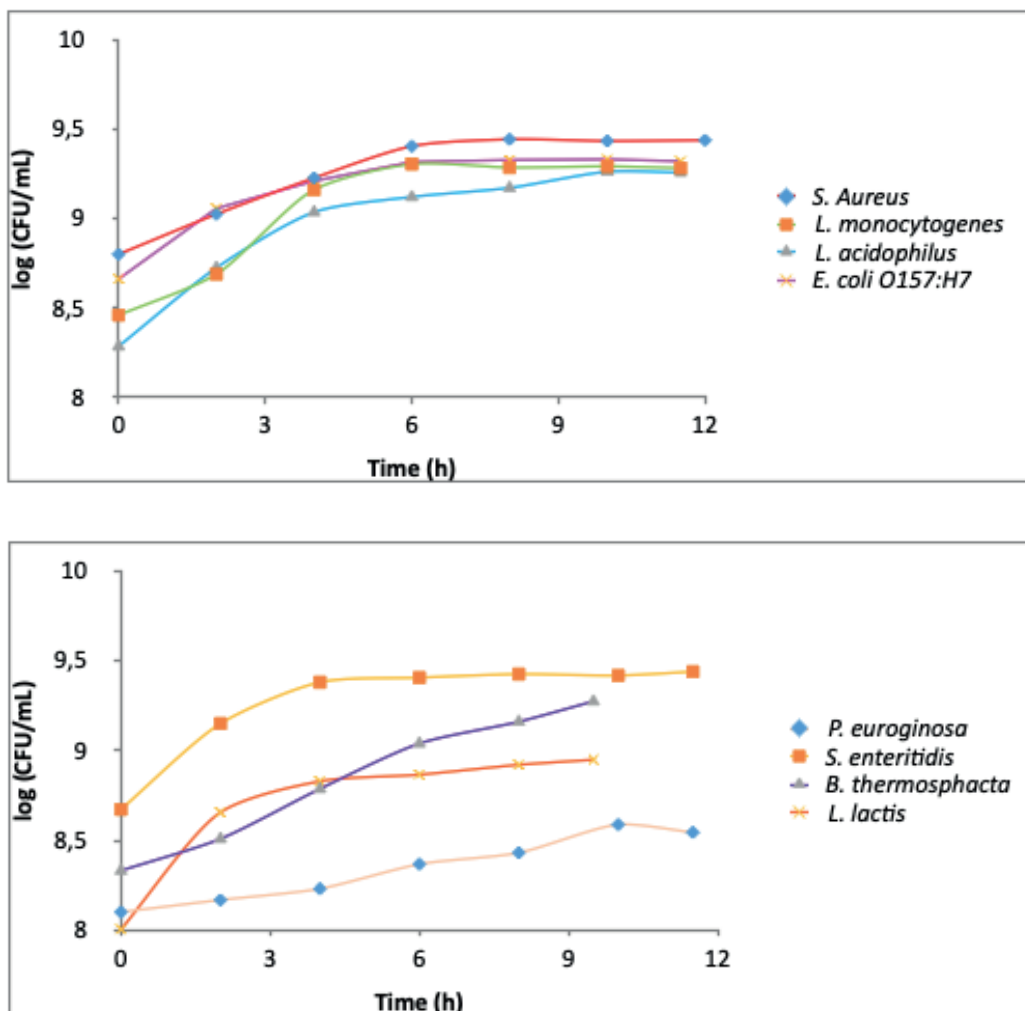 10
9,5
9
8,5
8
log (CFU/mL)
0 3 6 9 12
Time (h)
S. Aureus
L. monocytogenes
L. acidophilus
E. coli O157:H7
10
9,5
9
8,5
8
log (CFU/mL)
0 3 6 9 12
Time (h)
P. euroginosa
S. enteritidis
B. thermosphacta
L. lactis